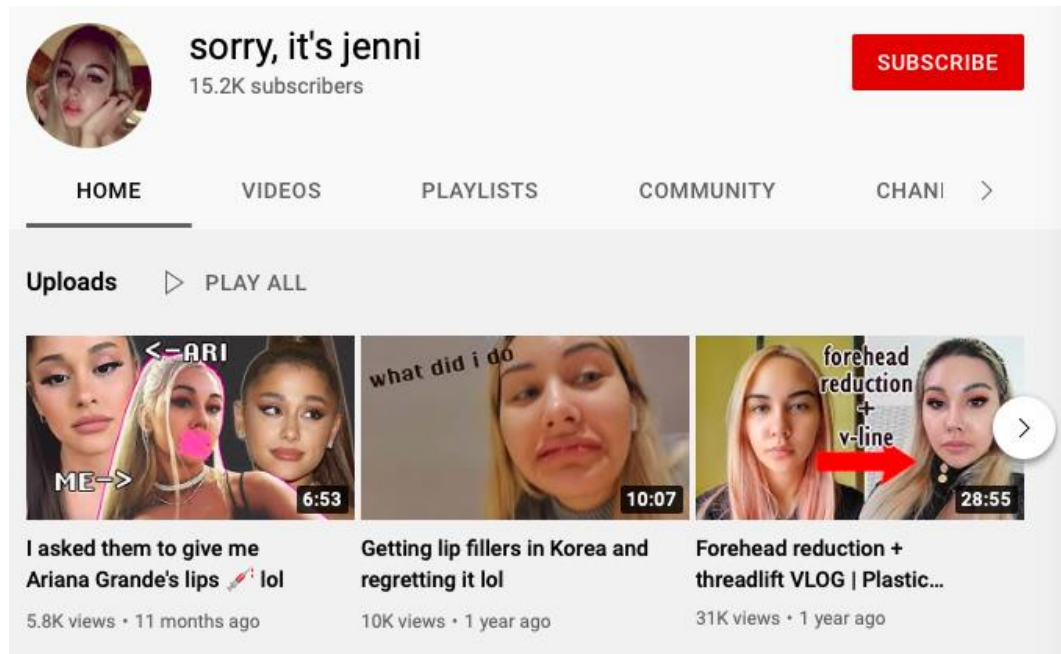 sorry, it's jenni
15.2K subscribers
SUBSCRIBE
HOME
VIDEOS
PLAYLISTS
COMMUNITY
CHANI
Uploads
PLAY ALL
<-ARI
ME->
6:53
I asked them to give me
Ariana Grande's lips 💉 lol
5.8K views • 11 months ago
what did i do
10:07
Getting lip fillers in Korea and
regretting it lol
10K views • 1 year ago
forehead
reduction
+
v-line
28:55
Forehead reduction +
threadlift VLOG | Plastic...
31K views • 1 year ago